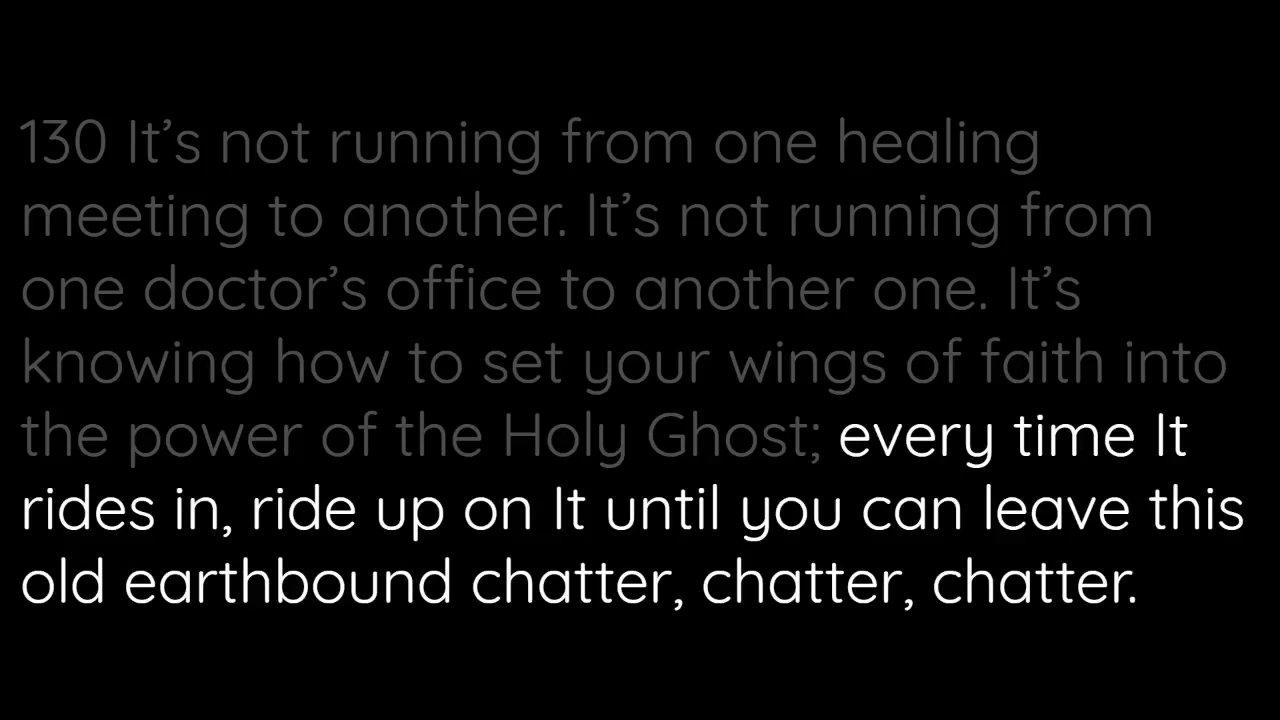 130 It’s not running from one healing
meeting to another. It’s not running from
one doctor’s office to another one. It’s
knowing how to set your wings of faith into
the power of the Holy Ghost; every time It
rides in, ride up on It until you can leave this
old earthbound chatter, chatter, chatter.